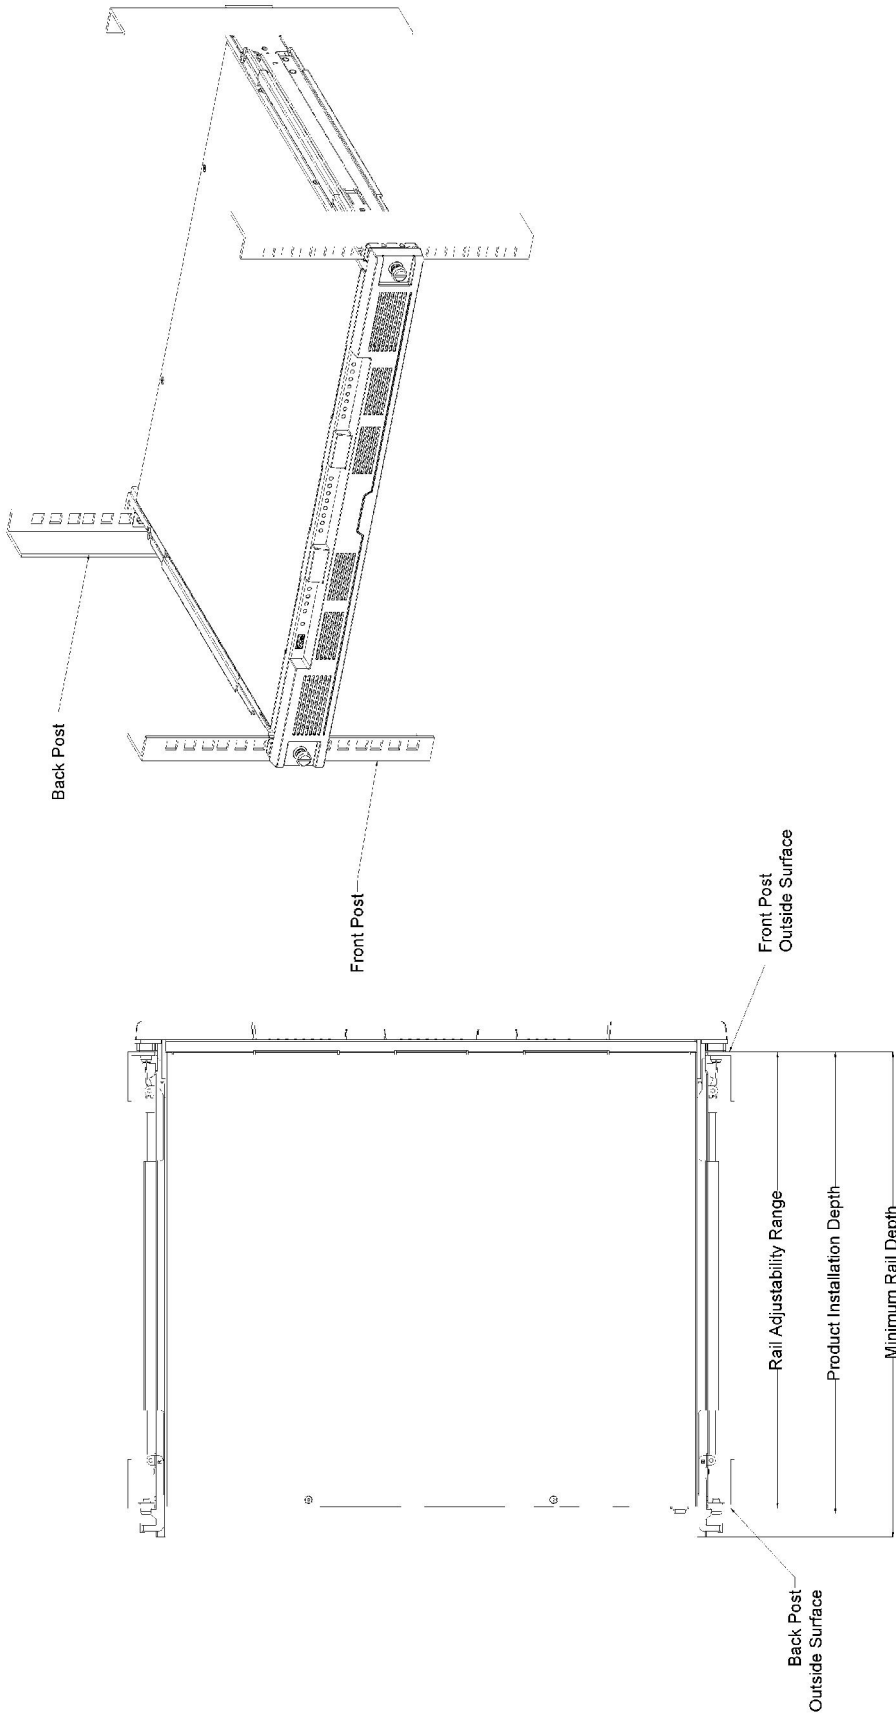 Back Post
Front Post
Front Post
Outside Surface
Rail Adjustability Range
Product Installation Depth
Minimum Rail Depth
Back Post
Outside Surface